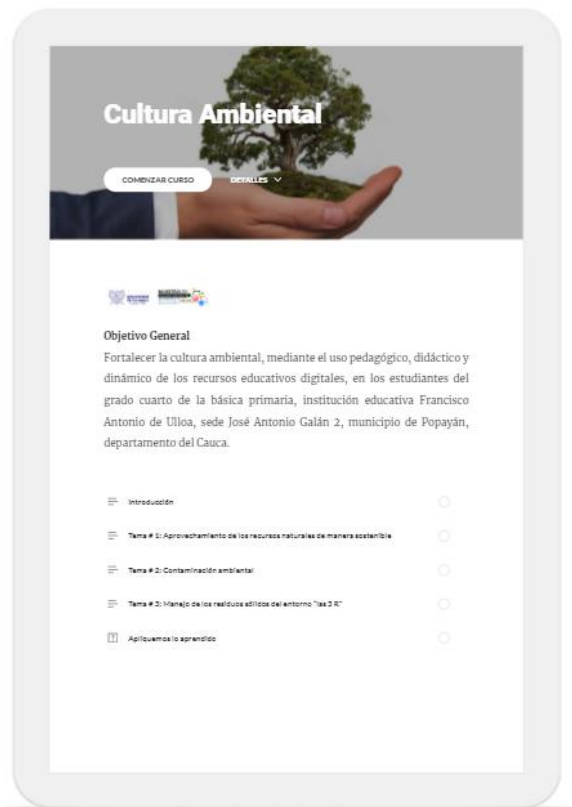 Cultura Ambiental
COMENZAR CURSO
DETALLES
Objetivo General
Fortalecer la cultura ambiental, mediante el uso pedagógico, didáctico y
dinámico de los recursos educativos digitales, en los estudiantes del
grado cuarto de la básica primaria, institución educativa Francisco
Antonio de Ulloa, sede José Antonio Galán 2, municipio de Popayán,
departamento del Cauca.
Introducción
Tema # 1: Aprovechamiento de los recursos naturales de manera sostenible
Tema # 2: Contaminación ambiental
Tema # 3: Manejo de los residuos sólidos del entorno "las 3 R"
Apliquemos lo aprendido